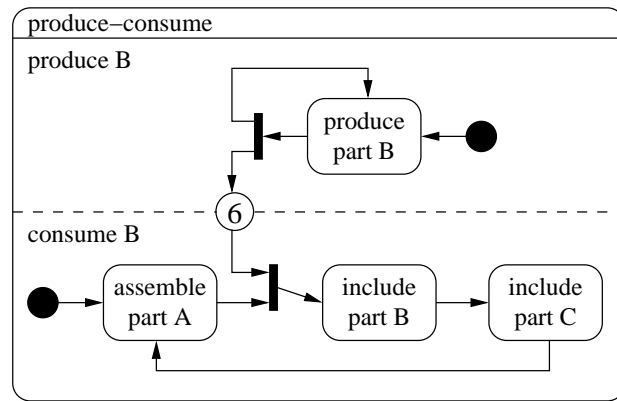 produce−consume
produce B
produce
part B
6
consume B
assemble
part A
include
part B
include
part C